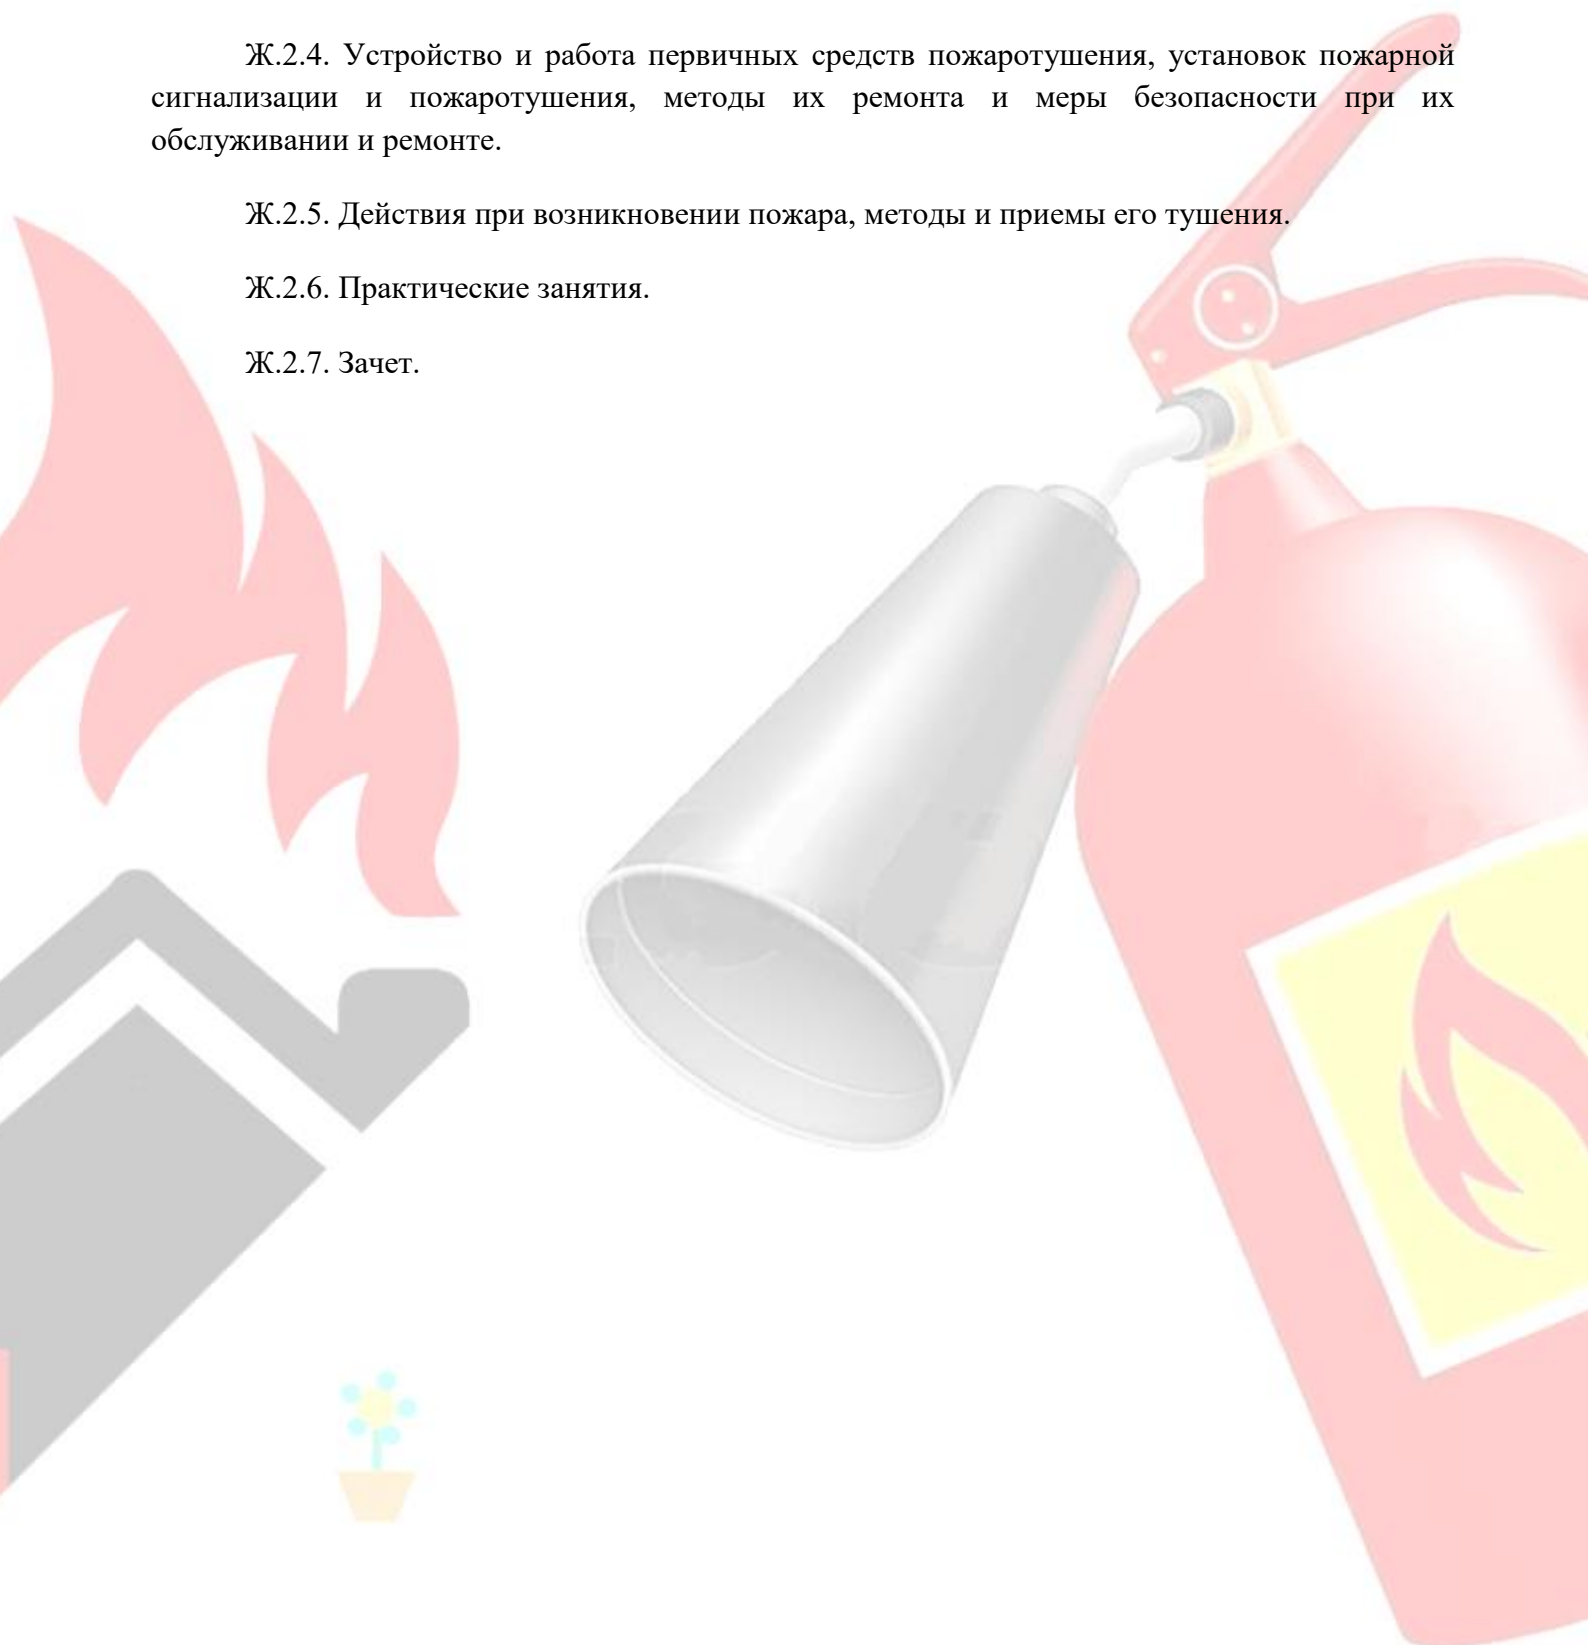 Ж.2.4. Устройство и работа первичных средств пожаротушения, установок пожарной
сигнализации и пожаротушения, методы их ремонта и меры безопасности при их
обслуживании и ремонте.
Ж.2.5. Действия при возникновении пожара, методы и приемы его тушения.
Ж.2.6. Практические занятия.
Ж.2.7. Зачет.